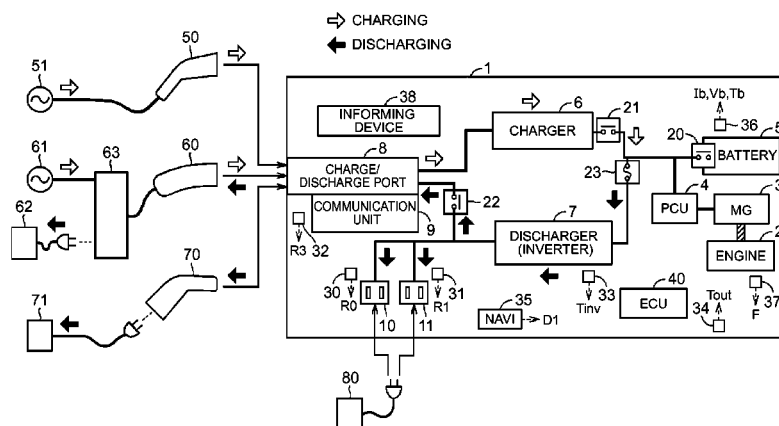 CHARGING
DISCHARGING
50
51
61
63
60
62
70
71
1
38
INFORMING
DEVICE
8
CHARGE/
DISCHARGE PORT
COMMUNICATION
UNIT
9
32
R3
6
CHARGER
21
Ib,Vb,Tb
36
20
5
BATTERY
23
4
PCU
3
MG
2
ENGINE
22
7
DISCHARGER
(INVERTER)
30
R0
10
11
31
R1
35
NAVI
D1
33
Tinv
40
ECU
Tout
34
37
F
80